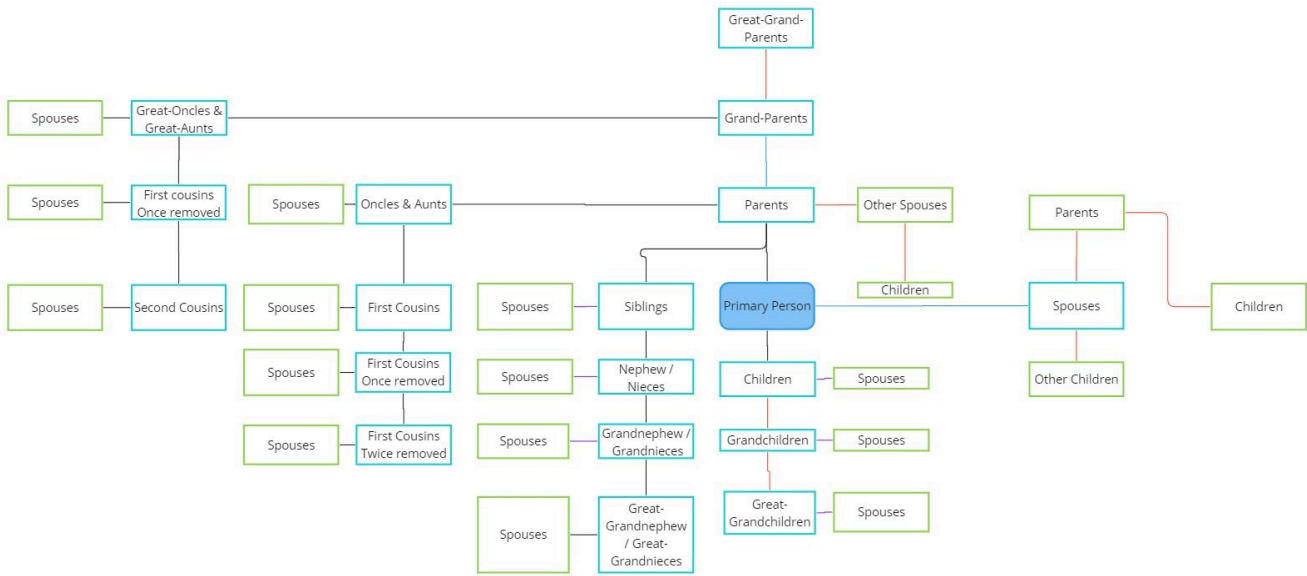 Great-Grand-
Parents
Spouses
Great-Oncles &
Great-Aunts
Grand-Parents
Spouses
First cousins
Once removed
Spouses
Oncles & Aunts
Parents
Other Spouses
Parents
Children
Spouses
Second Cousins
Spouses
First Cousins
Spouses
Siblings
Primary Person
Spouses
Children
Spouses
First Cousins
Once removed
Spouses
Nephew /
Nieces
Children
Spouses
Other Children
Spouses
First Cousins
Twice removed
Spouses
Grandnephew /
Grandnieces
Grandchildren
Spouses
Spouses
Great-
Grandnephew
/ Great-
Grandnieces
Great-
Grandchildren
Spouses